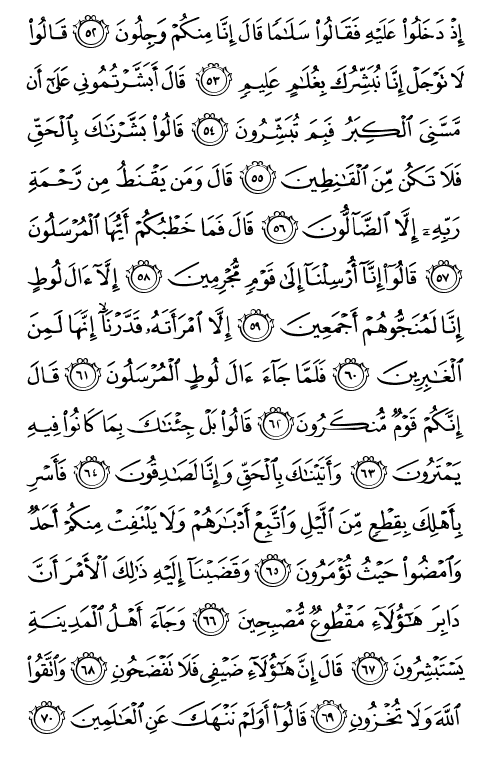 إِذْ دَخَلُوا۟ عَلَيْهِ فَقَالُوا۟ سَلَـٰمًا قَالَ إِنَّا مِنكُمْ وَجِلُونَ ٥٢ قَالُوا۟
لَا تَوْجَلْ إِنَّا نُبَشِّرُكَ بِغُلَـٰمٍ عَلِيمٍ ٥٣ قَالَ أَبَشَّرْتُمُونِى عَلَىٰٓ أَن
مَّسَّنِىَ ٱلْكِبَرُ فَبِمَ تُبَشِّرُونَ ٥٤ قَالُوا۟ بَشَّرْنَـٰكَ بِٱلْحَقِّ
فَلَا تَكُن مِّنَ ٱلْقَـٰنِطِينَ ٥٥ قَالَ وَمَن يَقْنَطُ مِن رَّحْمَةِ
رَبِّهِۦٓ إِلَّا ٱلضَّآلُّونَ ٥٦ قَالَ فَمَا خَطْبُكُمْ أَيُّهَا ٱلْمُرْسَلُونَ
٥٧ قَالُوٓا۟ إِنَّآ أُرْسِلْنَآ إِلَىٰ قَوْمٍ مُّجْرِمِينَ ٥٨ إِلَّآ ءَالَ لُوطٍ
إِنَّا لَمُنَجُّوهُمْ أَجْمَعِينَ ٥٩ إِلَّا ٱمْرَأَتَهُۥ قَدَّرْنَآ ۙ إِنَّهَا لَمِنَ
ٱلْغَـٰبِرِينَ ٦٠ فَلَمَّا جَآءَ ءَالَ لُوطٍ ٱلْمُرْسَلُونَ ٦١ قَالَ
إِنَّكُمْ قَوْمٌ مُّنكَرُونَ ٦٢ قَالُوا۟ بَلْ جِئْنَـٰكَ بِمَا كَانُوا۟ فِيهِ
يَمْتَرُونَ ٦٣ وَأَتَيْنَـٰكَ بِٱلْحَقِّ وَإِنَّا لَصَـٰدِقُونَ ٦٤ فَأَسْرِ
بِأَهْلِكَ بِقِطْعٍ مِّنَ ٱلَّيْلِ وَٱتَّبِعْ أَدْبَـٰرَهُمْ وَلَا يَلْتَفِتْ مِنكُمْ أَحَدٌ
وَٱمْضُوا۟ حَيْثُ تُؤْمَرُونَ ٦٥ وَقَضَيْنَآ إِلَيْهِ ذَٰلِكَ ٱلْأَمْرَ أَنَّ
دَابِرَ هَـٰٓؤُلَآءِ مَقْطُوعٌ مُّصْبِحِينَ ٦٦ وَجَآءَ أَهْلُ ٱلْمَدِينَةِ
يَسْتَبْشِرُونَ ٦٧ قَالَ إِنَّ هَـٰٓؤُلَآءِ ضَيْفِى فَلَا تَفْضَحُونِ ٦٨ وَٱتَّقُوا۟
ٱللَّهَ وَلَا تُخْزُونِ ٦٩ قَالُوٓا۟ أَوَلَمْ نَنْهَكَ عَنِ ٱلْعَـٰلَمِينَ ٧٠